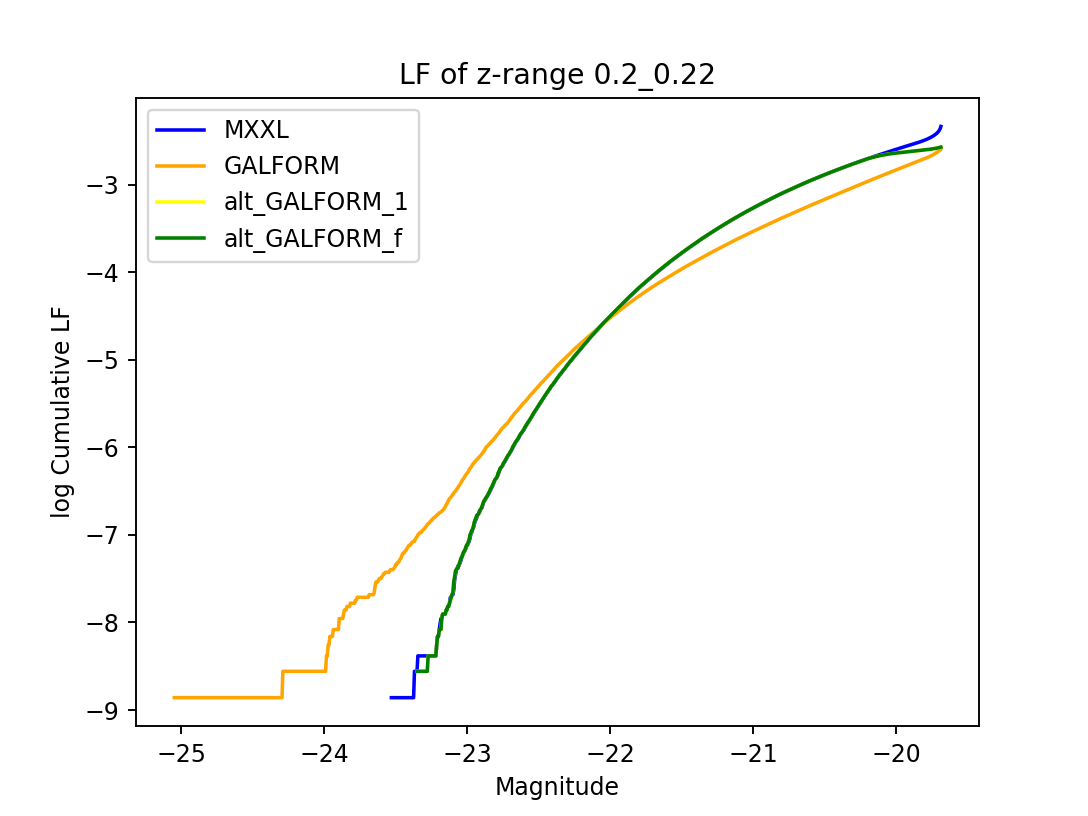 LF of z-range 0.2_0.22
MXXL
GALFORM
alt_GALFORM_1
alt_GALFORM_f
log Cumulative LF
−3
−4
−5
−6
−7
−8
−9
−25
−24
−23
−22
−21
−20
Magnitude